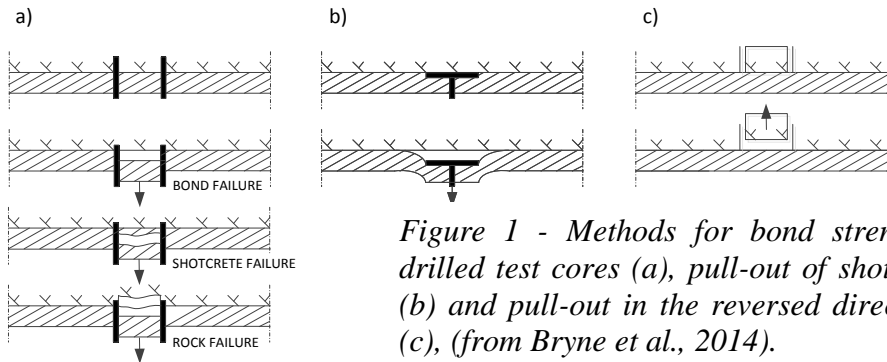 a)
b)
c)
BOND FAILURE
SHOTCRETE FAILURE
ROCK FAILURE
Figure 1 - Methods for bond stren
drilled test cores (a), pull-out of shot
(b) and pull-out in the reversed direc
(c), (from Bryne et al., 2014).